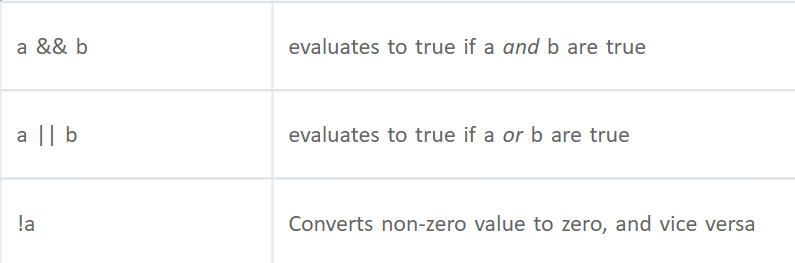 a && b evaluates to true if a and b are true
a || b evaluates to true if a or b are true
!a Converts non-zero value to zero, and vice versa